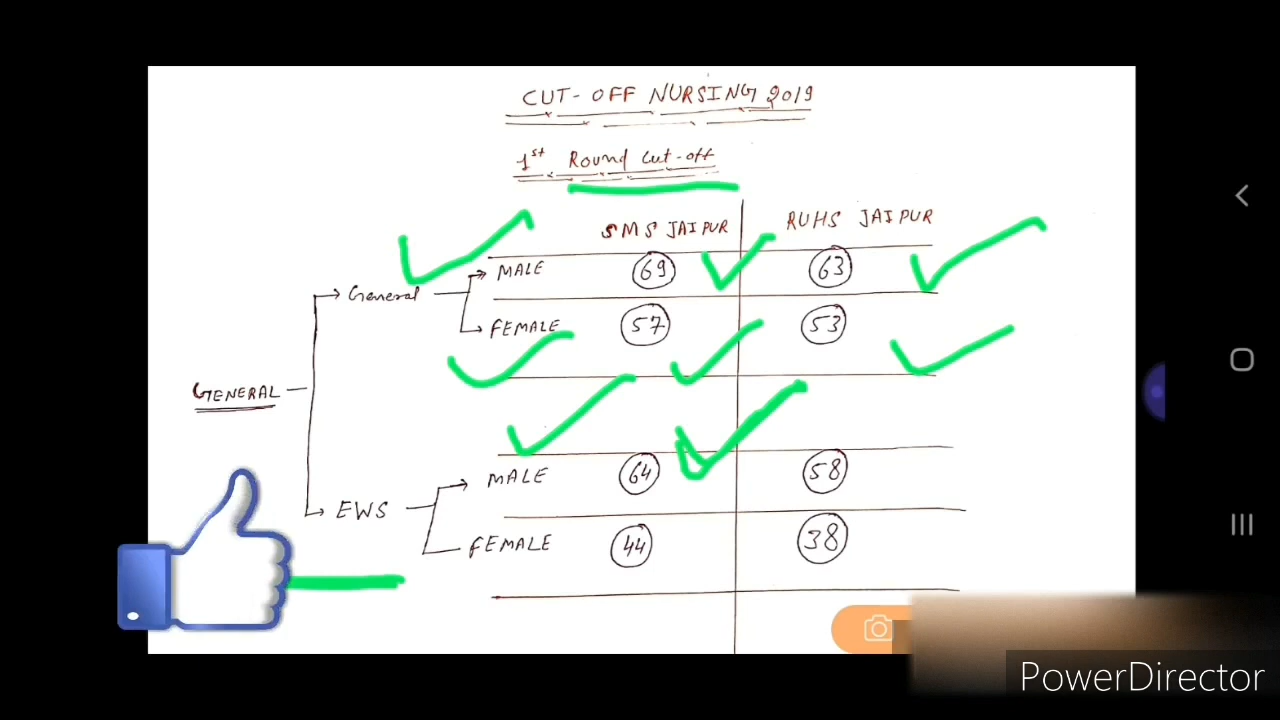 CUT-OFF NURSING 2019
1st Round Cut-off
SMS JAIPUR RUHS JAIPUR
MALE 69 63
General
FEMALE 57 53
GENERAL
MALE 64 58
EWS
FEMALE 44 38
PowerDirector